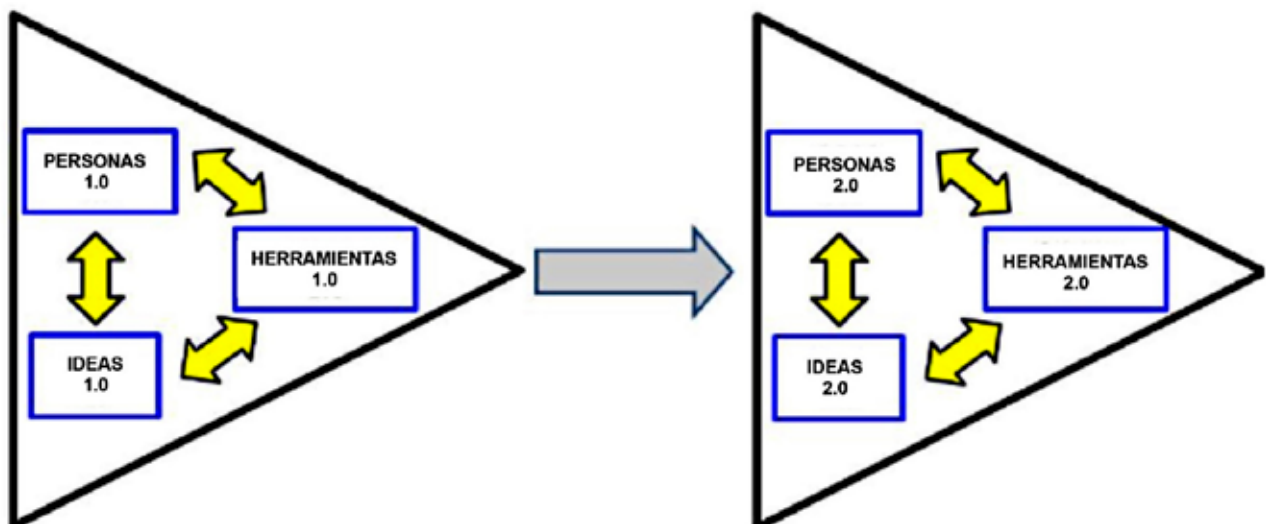 PERSONAS
1.0
HERRAMIENTAS
1.0
IDEAS
1.0
PERSONAS
2.0
HERRAMIENTAS
2.0
IDEAS
2.0